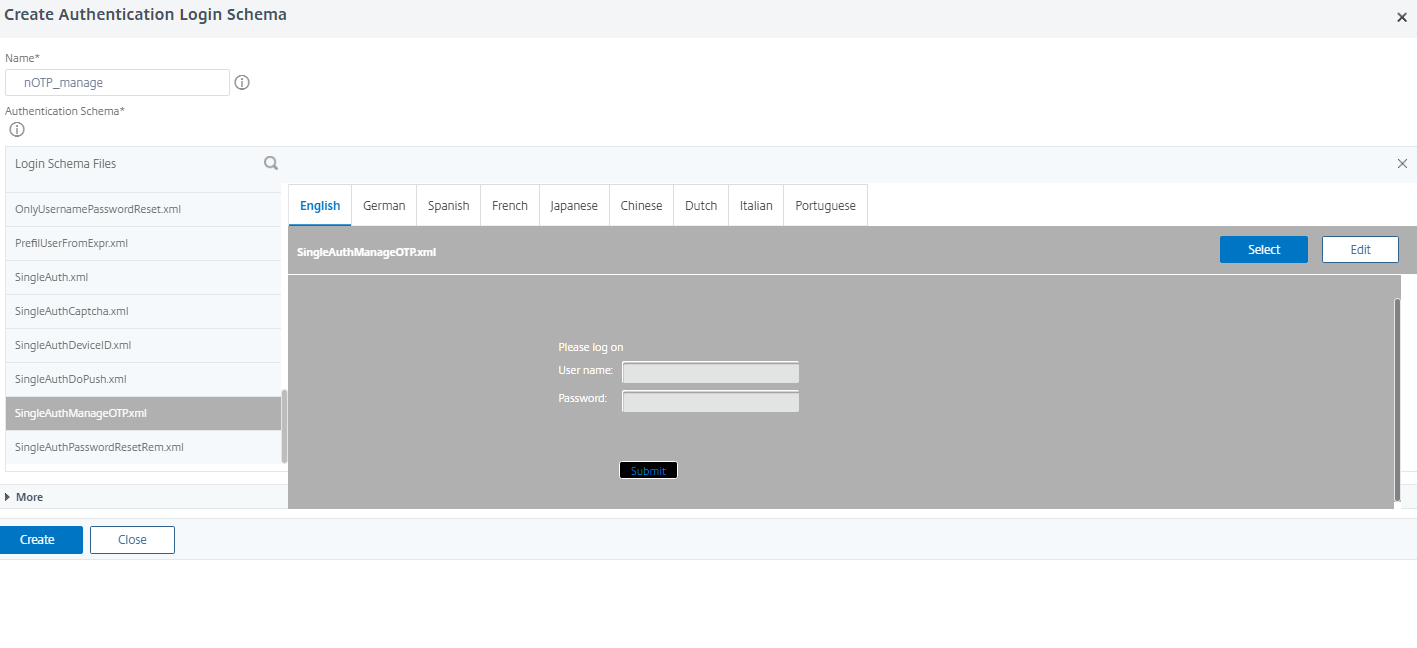 Create Authentication Login Schema
Name*
nOTP_manage
Authentication Schema*
Login Schema Files
OnlyUsernamePasswordReset.xml
PrefilUserFromExpr.xml
SingleAuth.xml
SingleAuthCaptcha.xml
SingleAuthDeviceID.xml
SingleAuthDoPush.xml
SingleAuthManageOTP.xml
SingleAuthPasswordResetRem.xml
English German Spanish French Japanese Chinese Dutch Italian Portuguese
SingleAuthManageOTP.xml Select Edit
Please log on
User name:
Password:
Submit
More
Create Close